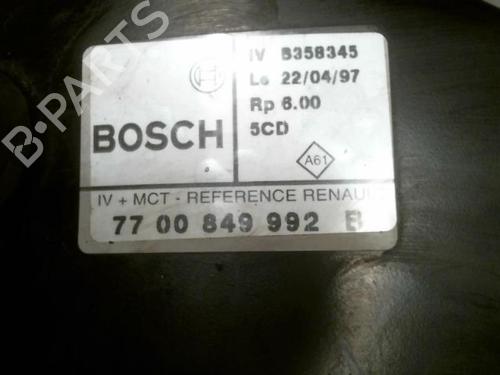 B-PARTS
BOSCH
IV B358345
Le 22/04/97
Rp 6.00
5CD
A61
IV + MCT - REFERENCE RENAUL
77 00 849 992 B